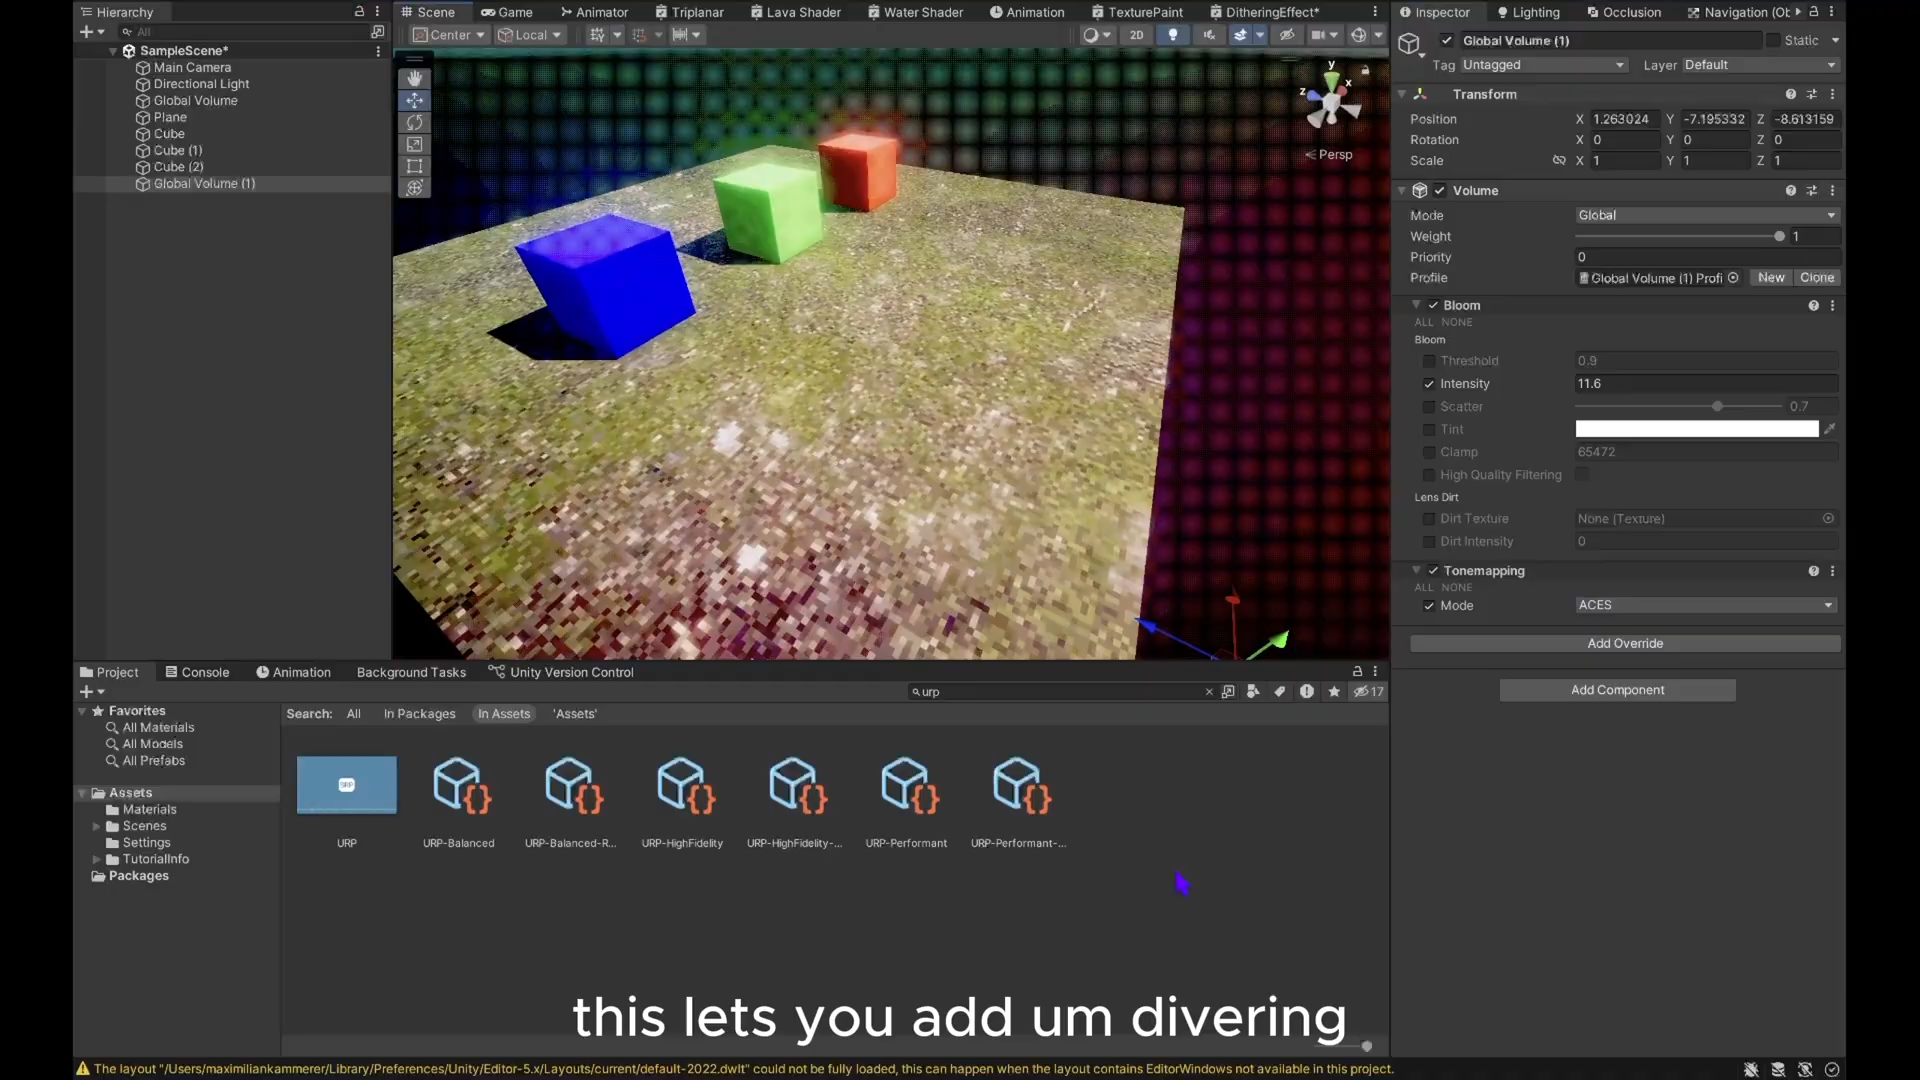 Hierarchy
All
SampleScene*
Main Camera
Directional Light
Global Volume
Plane
Cube
Cube (1)
Cube (2)
Global Volume (1)
Scene Game Animator Triplanar Lava Shader Water Shader Animation TexturePaint DitheringEffect*
Center Local 2D
y
x
z
Persp
Inspector Lighting Occlusion Navigation (Ob
Global Volume (1) Static
Tag Untagged Layer Default
Transform
Position X 1.263024 Y -7.195332 Z -8.613159
Rotation X 0 Y 0 Z 0
Scale X 1 Y 1 Z 1
Volume
Mode Global
Weight 1
Priority 0
Profile Global Volume (1) Profi New Clone
Bloom
ALL NONE
Bloom
Threshold 0.9
Intensity 11.6
Scatter 0.7
Tint
Clamp 65472
High Quality Filtering
Lens Dirt
Dirt Texture None (Texture)
Dirt Intensity 0
Tonemapping
ALL NONE
Mode ACES
Add Override
Add Component
Project Console Animation Background Tasks Unity Version Control
urp 17
Favorites
All Materials
All Models
All Prefabs
Assets
Materials
Scenes
Settings
TutorialInfo
Packages
Search: All In Packages In Assets 'Assets'
URP URP-Balanced URP-Balanced-R... URP-HighFidelity URP-HighFidelity-... URP-Performant URP-Performant-...
this lets you add um divering
The layout "/Users/maximiliankammerer/Library/Preferences/Unity/Editor-5.x/Layouts/current/default-2022.dwlt" could not be fully loaded, this can happen when the layout contains EditorWindows not available in this project.